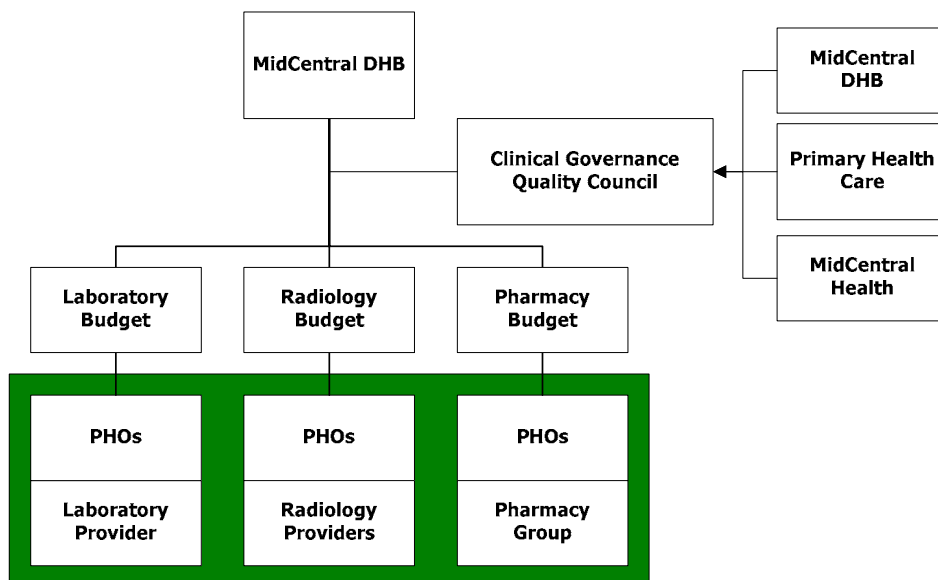 MidCentral DHB
MidCentral
DHB
Clinical Governance
Quality Council
Primary Health
Care
MidCentral
Health
Laboratory
Budget
Radiology
Budget
Pharmacy
Budget
PHOs
PHOs
PHOs
Laboratory
Provider
Radiology
Providers
Pharmacy
Group